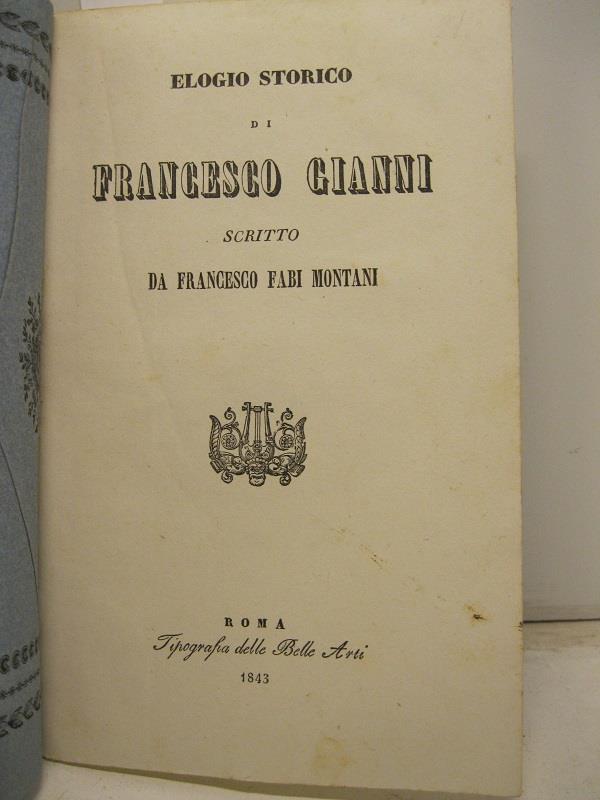 ELOGIO STORICO
DI
FRANCESCO GIANNI
SCRITTO
DA FRANCESCO FABI MONTANI
ROMA
Tipografia delle Belle Arti
1843